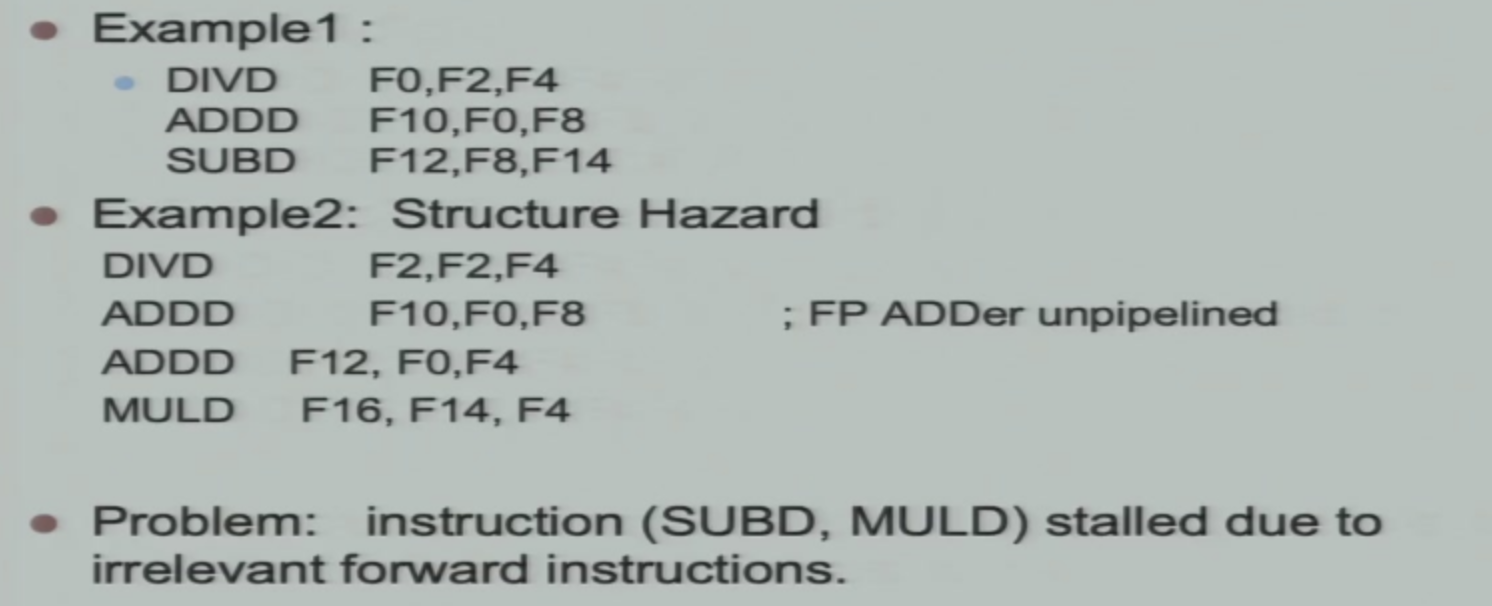 Example1 :
DIVD F0,F2,F4
ADDD F10,F0,F8
SUBD F12,F8,F14
Example2: Structure Hazard
DIVD F2,F2,F4
ADDD F10,F0,F8 ; FP ADDer unpipelined
ADDD F12, F0,F4
MULD F16, F14, F4
Problem: instruction (SUBD, MULD) stalled due to
irrelevant forward instructions.